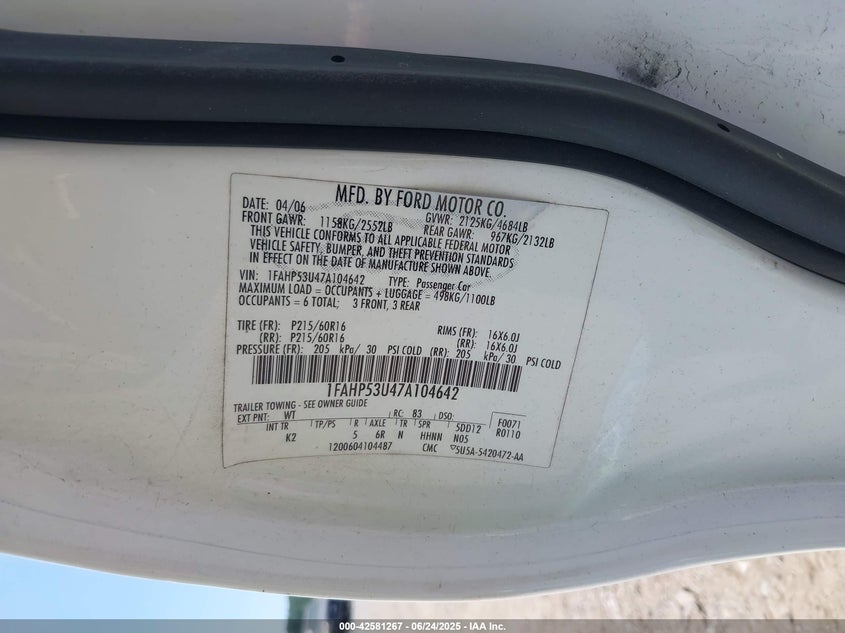 MFD. BY FORD MOTOR CO.
DATE: 04/06 GVWR: 2125KG/4684LB
FRONT GAWR: 1158KG/2552LB REAR GAWR: 967KG/2132LB
THIS VEHICLE CONFORMS TO ALL APPLICABLE FEDERAL MOTOR
VEHICLE SAFETY, BUMPER, AND THEFT PREVENTION STANDARDS
IN EFFECT ON THE DATE OF MANUFACTURE SHOWN ABOVE.
VIN: 1FAHP53U47A104642 TYPE: Passenger Car
MAXIMUM LOAD = OCCUPANTS + LUGGAGE = 498KG/1100LB
OCCUPANTS = 6 TOTAL; 3 FRONT, 3 REAR
TIRE (FR): P215/60R16 RIMS (FR): 16X6.0J
(RR): P215/60R16 (RR): 16X6.0J
PRESSURE (FR): 205 kPa/ 30 PSI COLD (RR): 205 kPa/ 30 PSI COLD
1FAHP53U47A104642
TRAILER TOWING - SEE OWNER GUIDE
EXT PNT: WT RC: B3 DSO: F0071
INT TR TP/PS R AXLE TR SPR 5DD12 R0110
K2 5 6R N HHNN N05
1200604104487 CMC ▽5U5A-5420472-AA
000-42581267 - 06/24/2025 - IAA Inc.